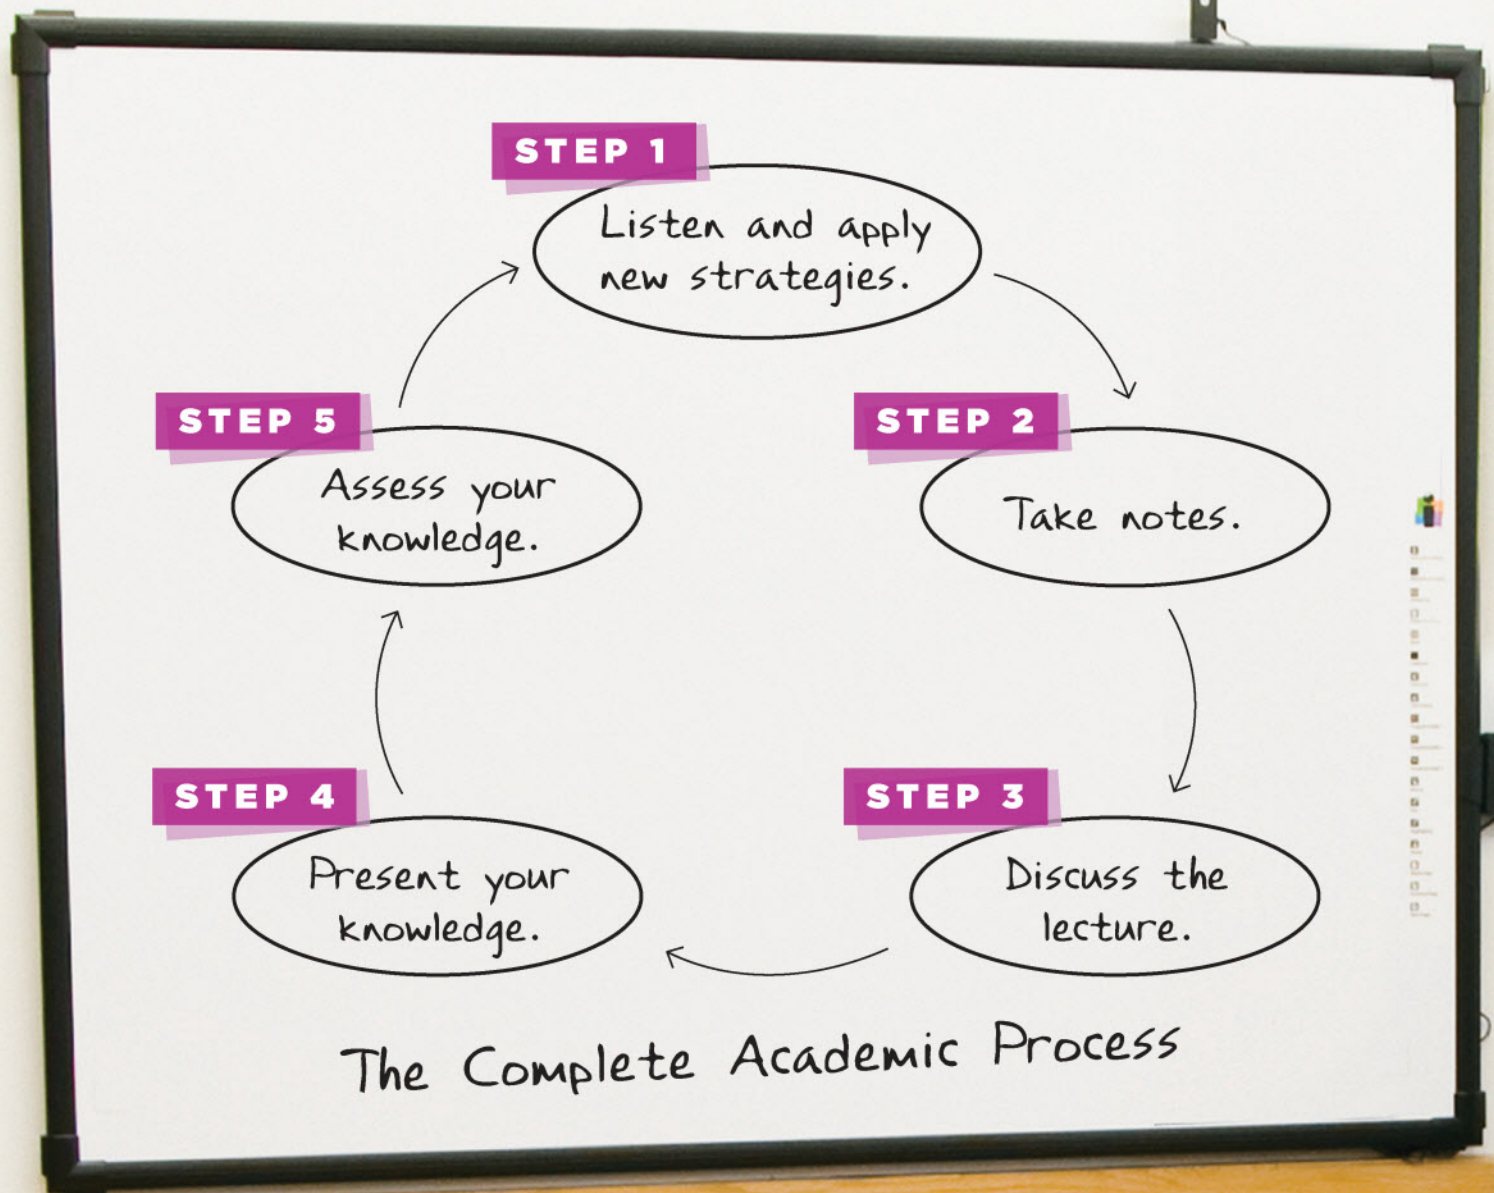 STEP 1
Listen and apply
new strategies.
STEP 2
Take notes.
STEP 3
Discuss the
lecture.
STEP 4
Present your
knowledge.
STEP 5
Assess your
knowledge.
The Complete Academic Process